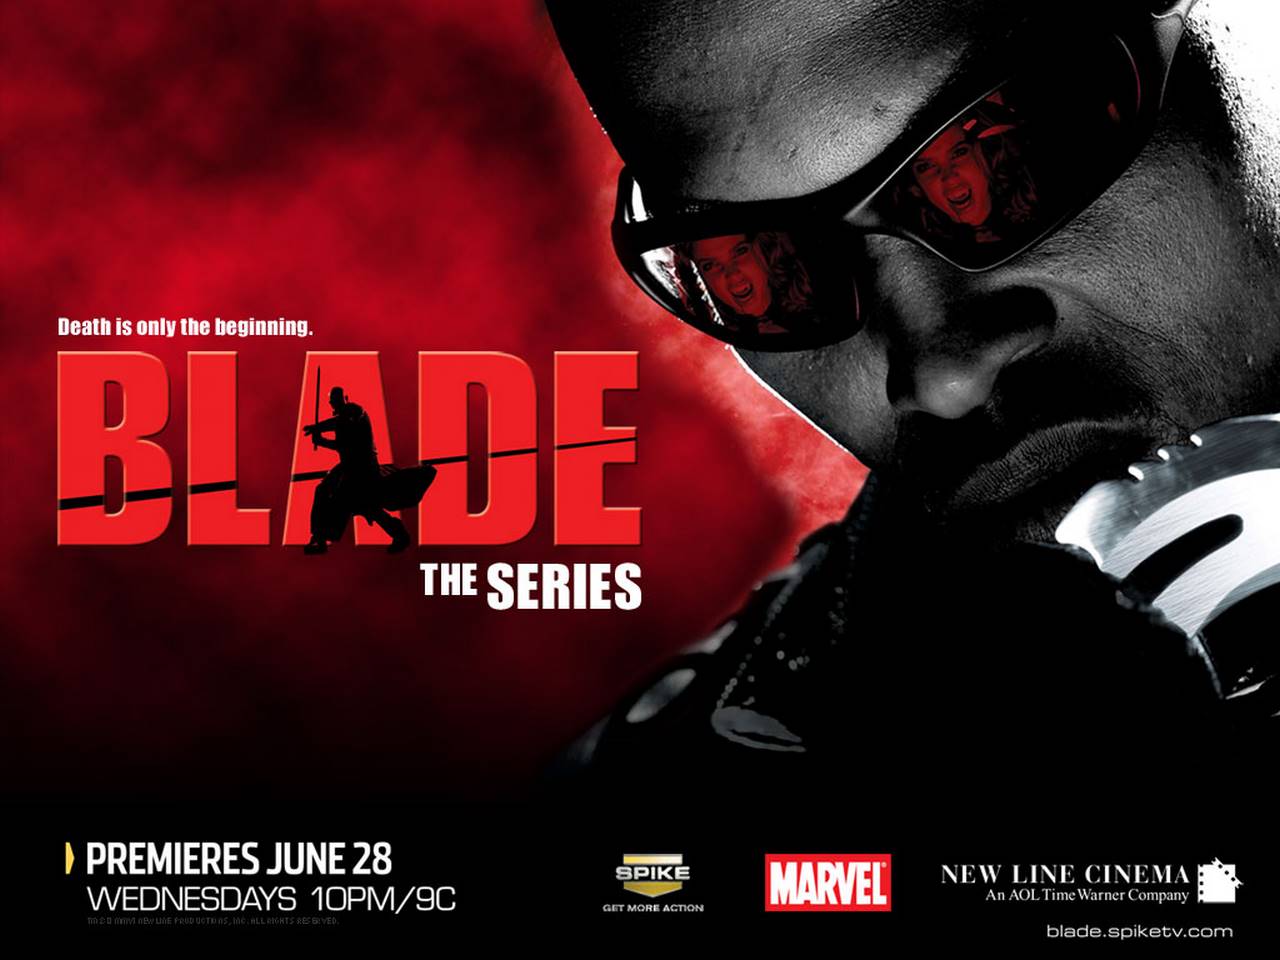 Death is only the beginning.
BLADE
THE SERIES
PREMIERES JUNE 28
WEDNESDAYS 10PM/9C
SPIKE
GET MORE ACTION
MARVEL
NEW LINE CINEMA
An AOL Time Warner Company
blade.spiketv.com